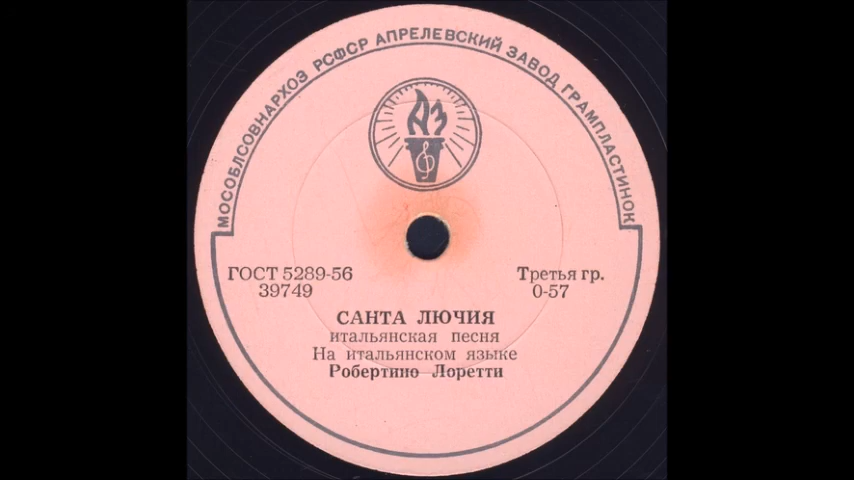 МОСОБЛСОВНАРХОЗ РСФСР АПРЕЛЕВСКИЙ ЗАВОД ГРАМПЛАСТИНОК
АЗ
ГОСТ 5289-56
39749
Третья гр.
0-57
САНТА ЛЮЧИЯ
итальянская песня
На итальянском языке
Робертино Лоретти